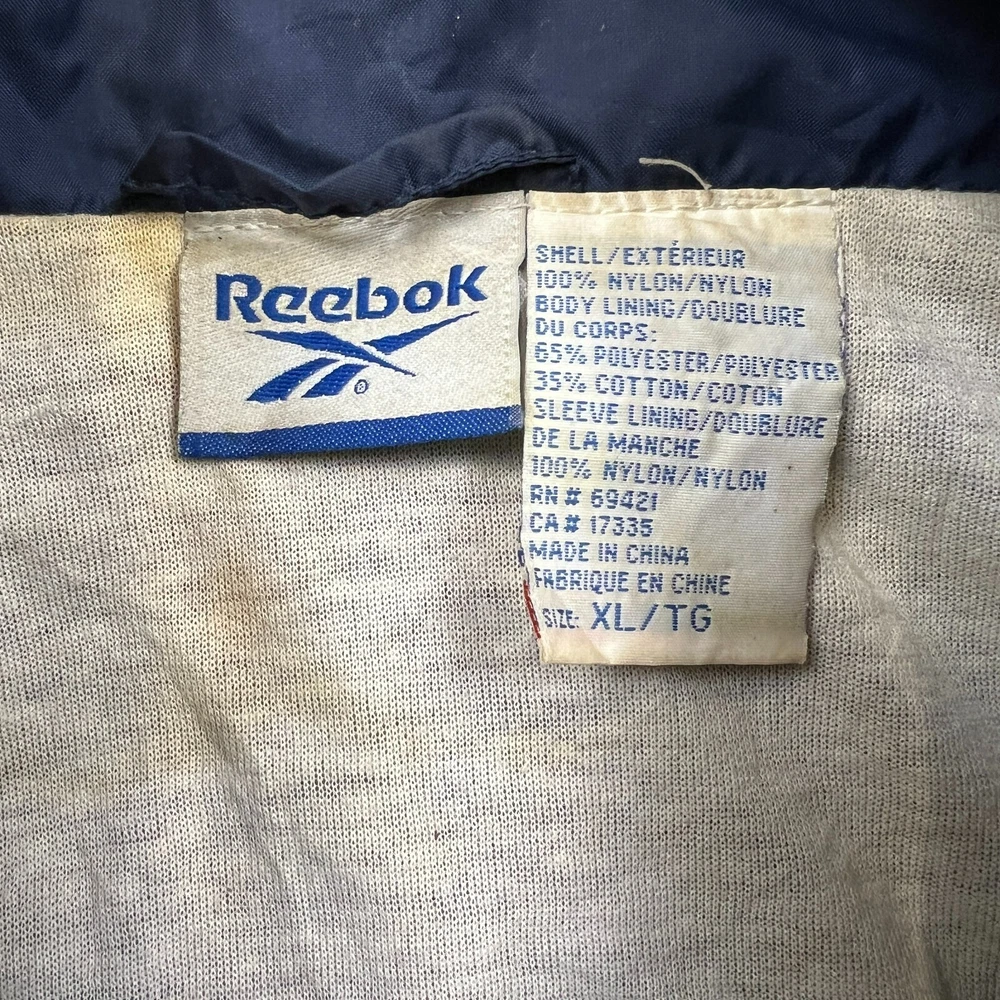 Reebok
®
SHELL/EXTÉRIEUR
100% NYLON/NYLON
BODY LINING/DOUBLURE
DU CORPS:
65% POLYESTER/POLYESTER
35% COTTON/COTON
SLEEVE LINING/DOUBLURE
DE LA MANCHE
100% NYLON/NYLON
RN # 69421
CA # 17335
MADE IN CHINA
FABRIQUE EN CHINE
SIZE: XL/TG